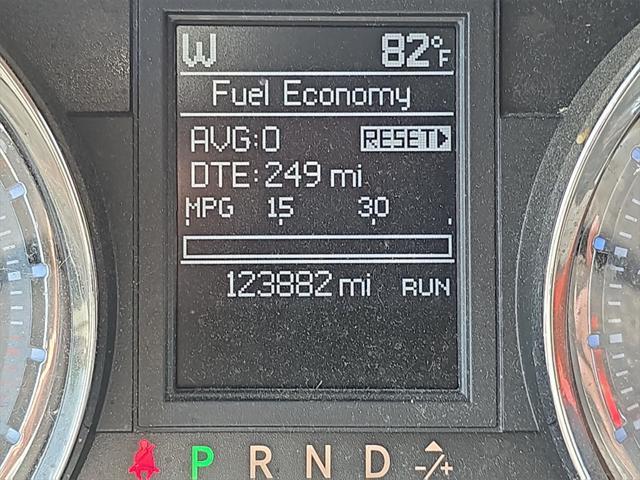 W 82°F
Fuel Economy
AVG:0 RESET
DTE:249 mi
MPG 15 30
123882 mi RUN
P R N D -/+